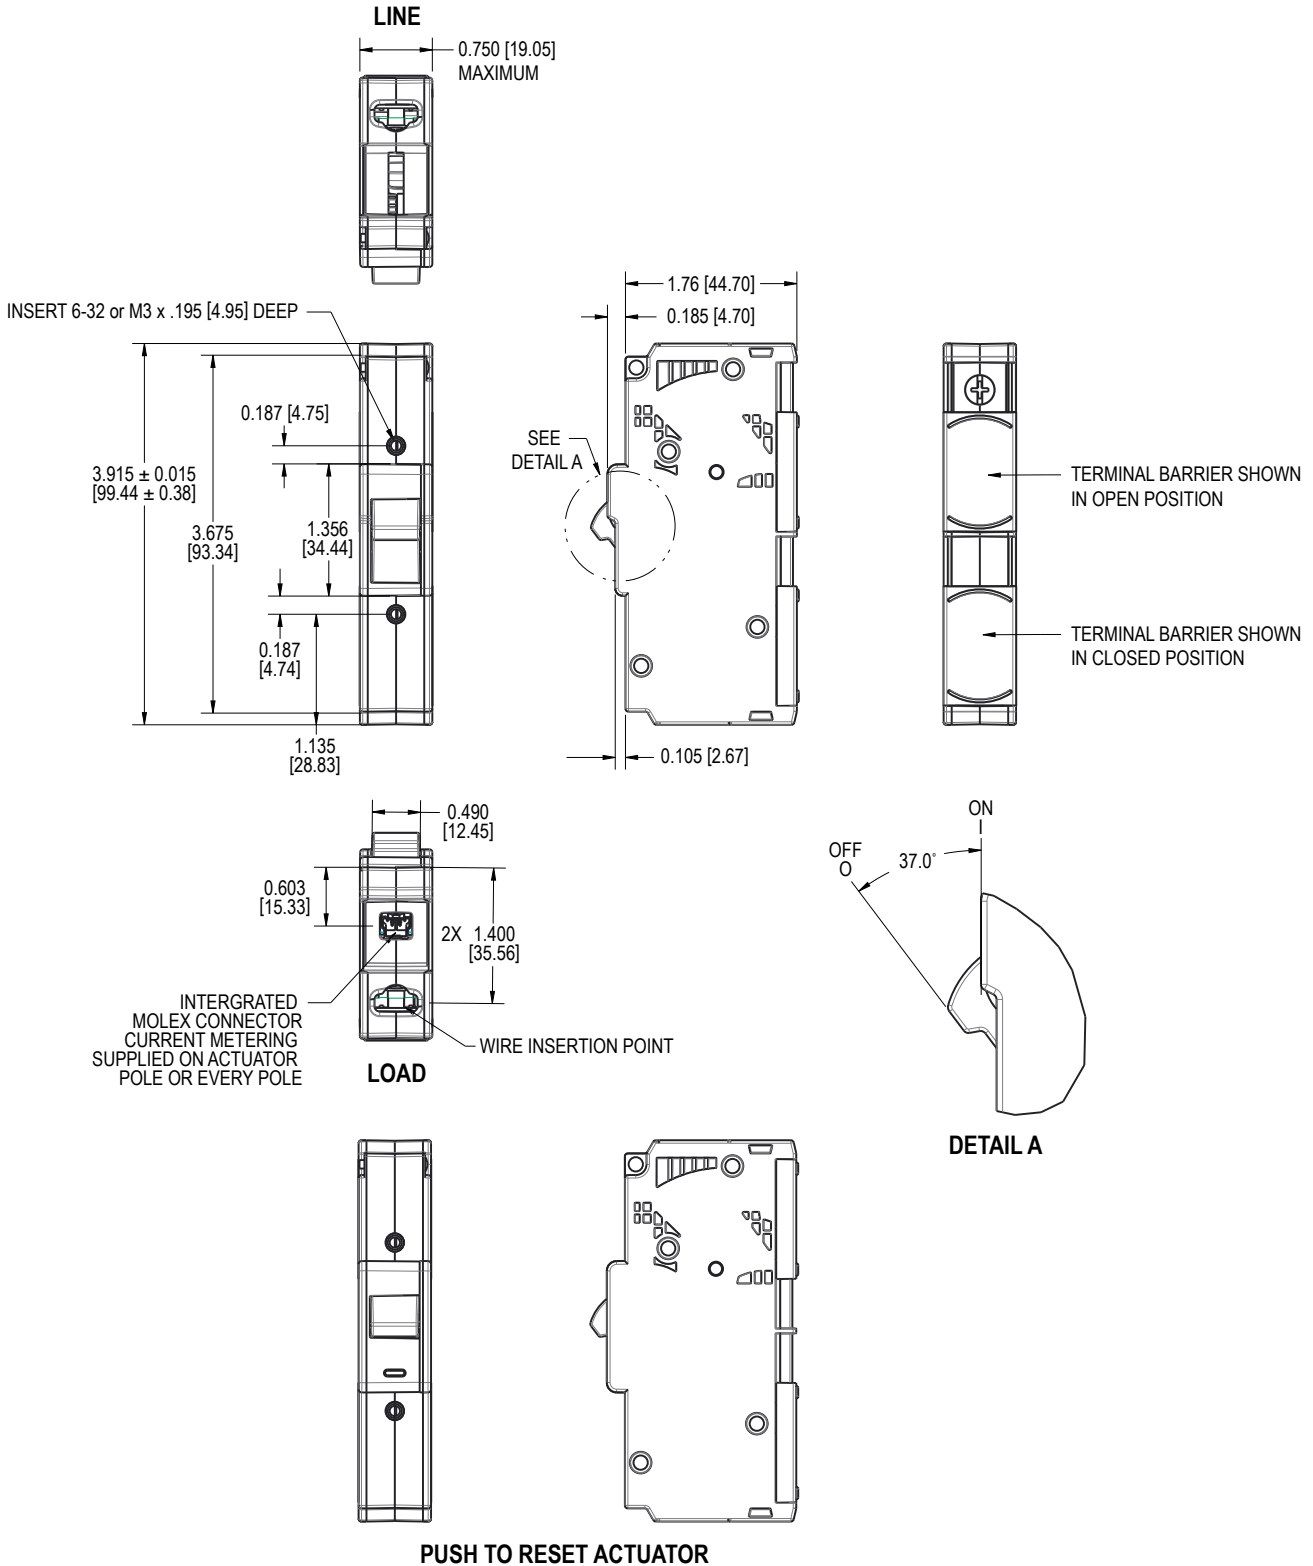 LINE
0.750 [19.05]
MAXIMUM
INSERT 6-32 or M3 x .195 [4.95] DEEP
1.76 [44.70]
0.185 [4.70]
0.187 [4.75]
3.915 ± 0.015
[99.44 ± 0.38]
3.675
[93.34]
1.356
[34.44]
0.187
[4.74]
1.135
[28.83]
SEE
DETAIL A
0.105 [2.67]
TERMINAL BARRIER SHOWN
IN OPEN POSITION
TERMINAL BARRIER SHOWN
IN CLOSED POSITION
0.490
[12.45]
0.603
[15.33]
2X 1.400
[35.56]
INTERGRATED
MOLEX CONNECTOR
CURRENT METERING
SUPPLIED ON ACTUATOR
POLE OR EVERY POLE
WIRE INSERTION POINT
LOAD
ON
I
OFF
O
37.0°
DETAIL A
PUSH TO RESET ACTUATOR